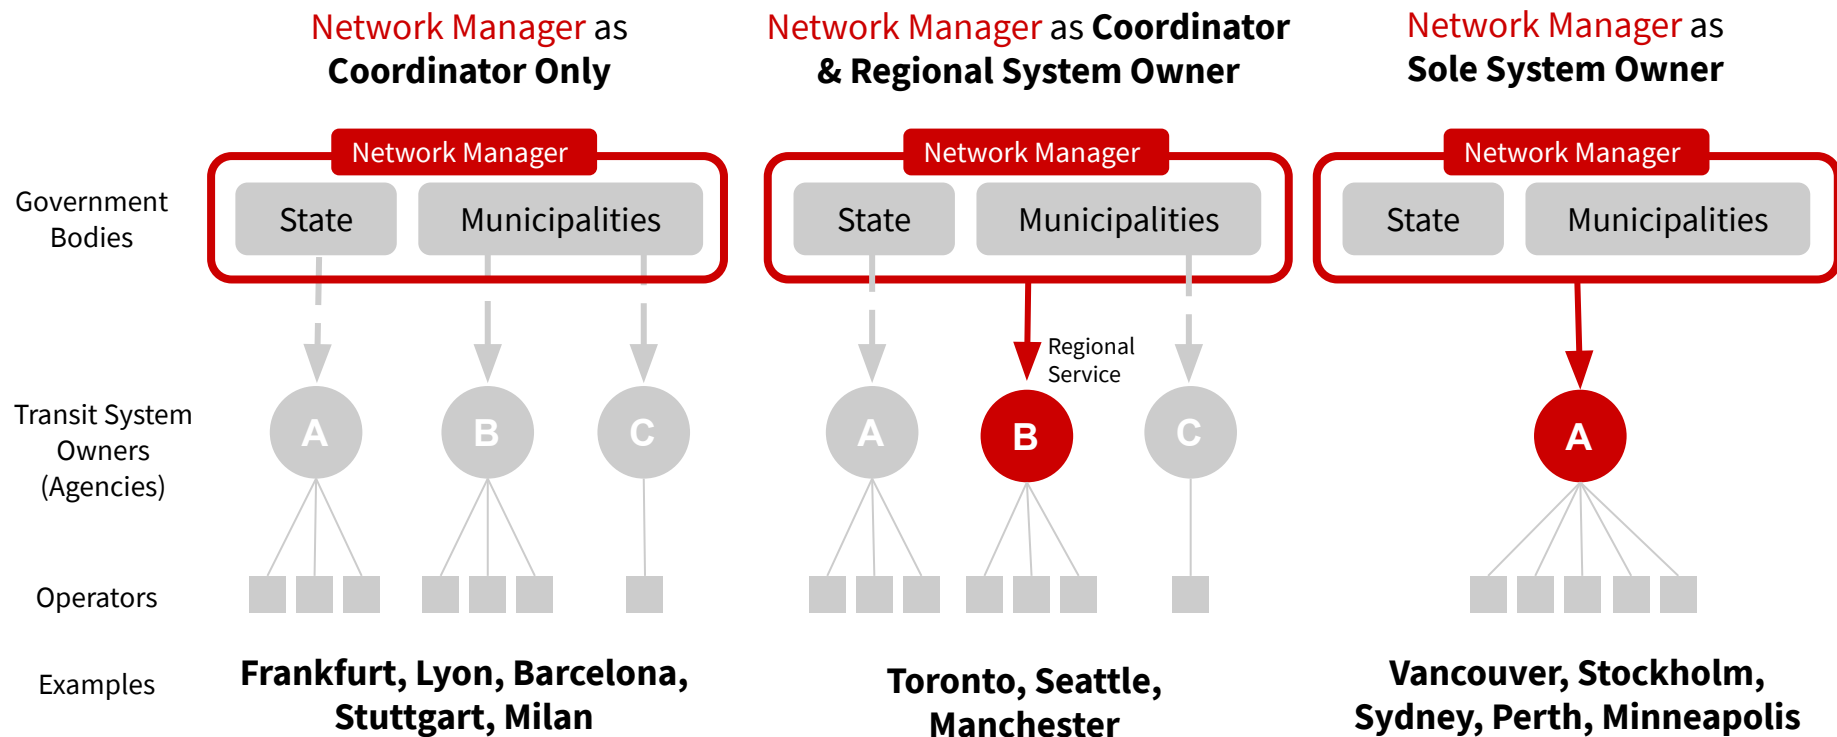 Network Manager as
Coordinator Only
Network Manager as Coordinator
& Regional System Owner
Network Manager as
Sole System Owner
Network Manager
Network Manager
Network Manager
Government
Bodies
State
Municipalities
State
Municipalities
State
Municipalities
Regional
Service
Transit System
Owners
(Agencies)
A
B
C
A
B
C
A
Operators
Examples
Frankfurt, Lyon, Barcelona,
Stuttgart, Milan
Toronto, Seattle,
Manchester
Vancouver, Stockholm,
Sydney, Perth, Minneapolis